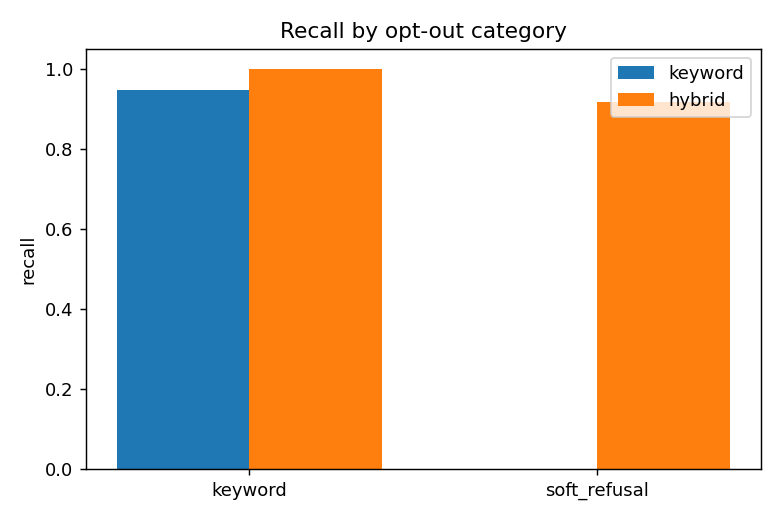 Recall by opt-out category
keyword
hybrid
recall
1.0
0.8
0.6
0.4
0.2
0.0
keyword
soft_refusal